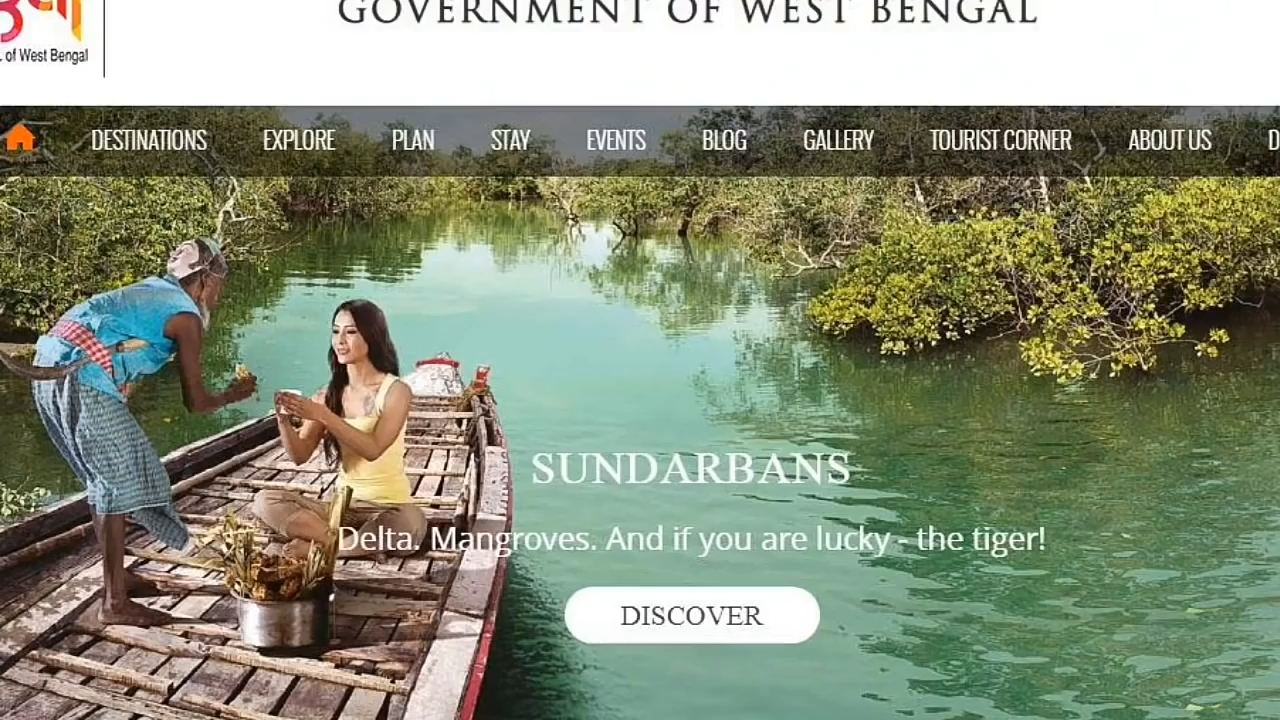 GOVERNMENT OF WEST BENGAL
of West Bengal
DESTINATIONS EXPLORE PLAN STAY EVENTS BLOG GALLERY TOURIST CORNER ABOUT US D
SUNDARBANS
Delta. Mangroves. And if you are lucky - the tiger!
DISCOVER